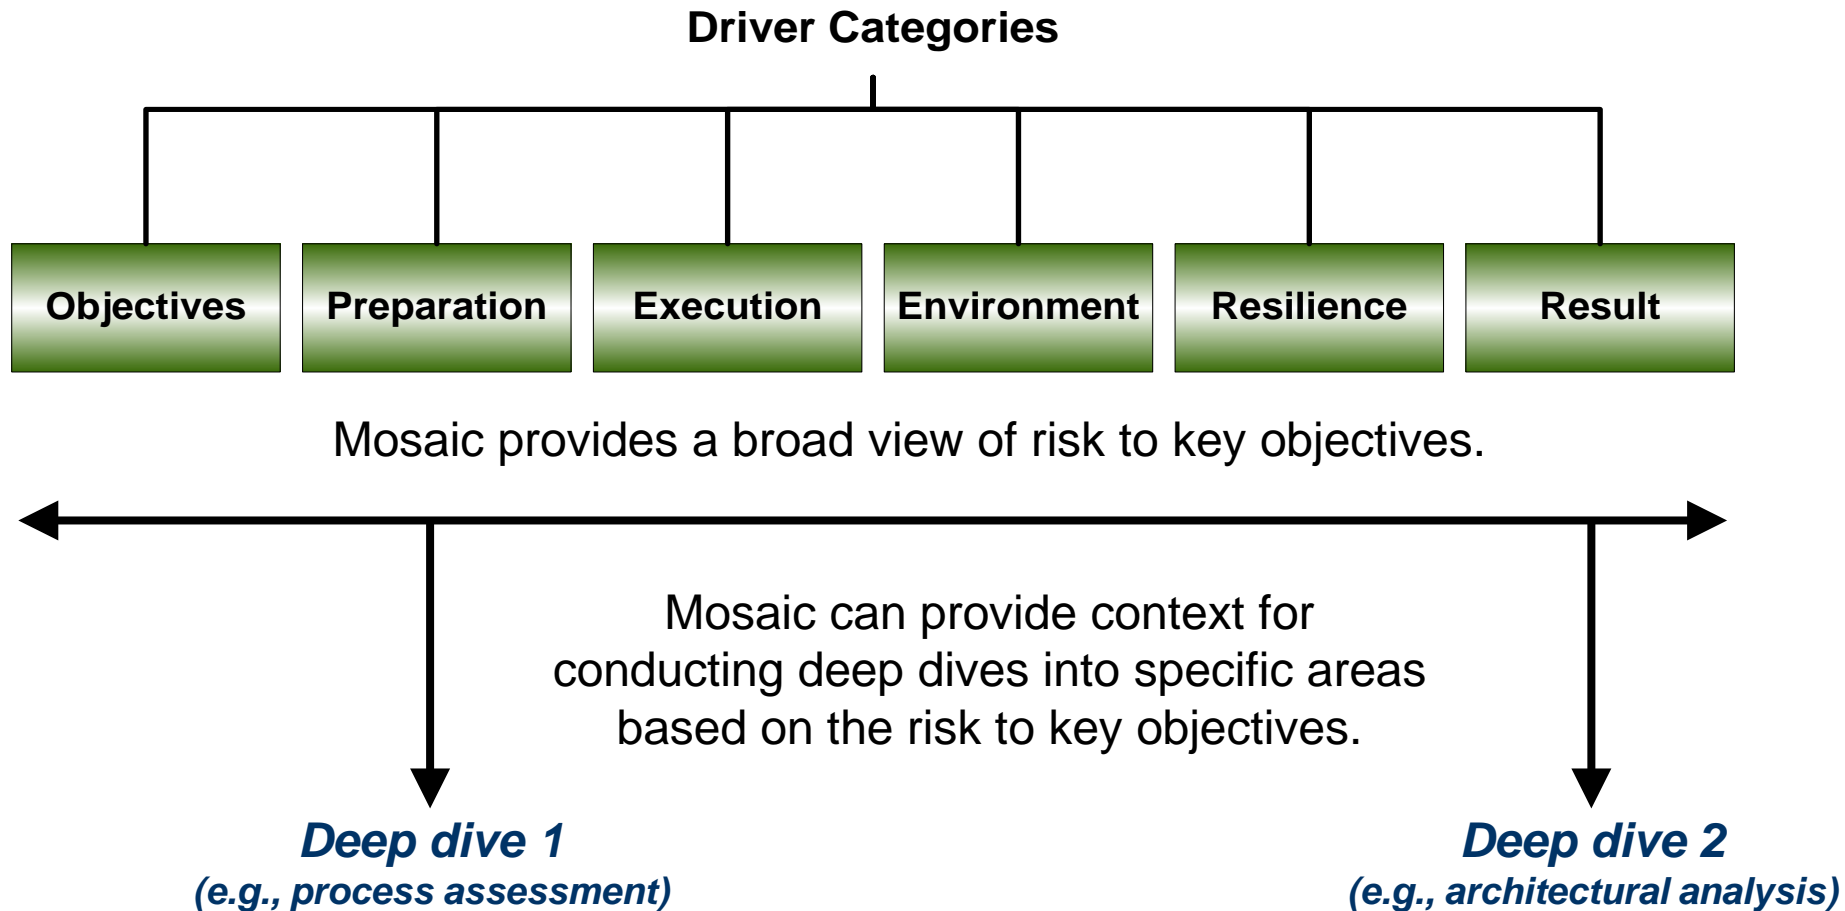 Driver Categories
Objectives
Preparation
Execution
Environment
Resilience
Result
Mosaic provides a broad view of risk to key objectives.
Mosaic can provide context for
conducting deep dives into specific areas
based on the risk to key objectives.
Deep dive 1
(e.g., process assessment)
Deep dive 2
(e.g., architectural analysis)